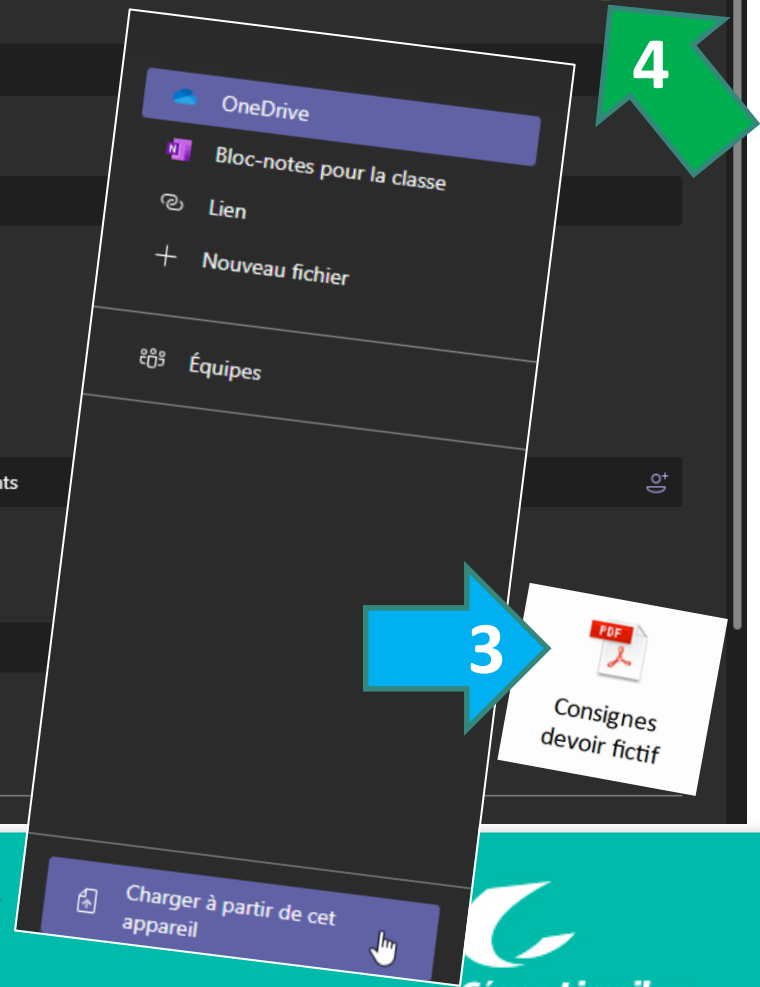 4
OneDrive
Bloc-notes pour la classe
Lien
Nouveau fichier
Équipes
nts
3
PDF
Consignes
devoir fictif
Charger à partir de cet
appareil